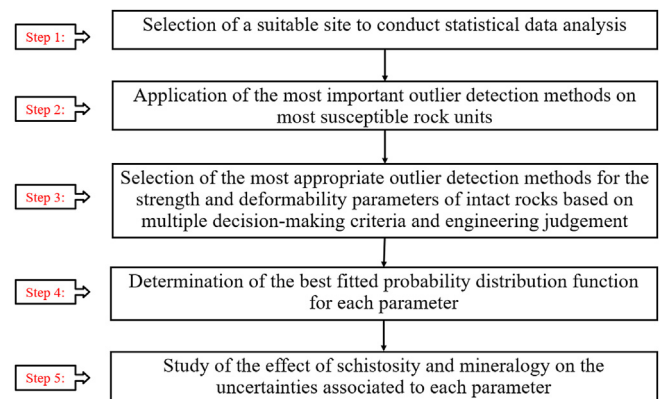 Step 1:
Selection of a suitable site to conduct statistical data analysis
Step 2:
Application of the most important outlier detection methods on
most susceptible rock units
Step 3:
Selection of the most appropriate outlier detection methods for the
strength and deformability parameters of intact rocks based on
multiple decision-making criteria and engineering judgement
Step 4:
Determination of the best fitted probability distribution function
for each parameter
Step 5:
Study of the effect of schistosity and mineralogy on the
uncertainties associated to each parameter